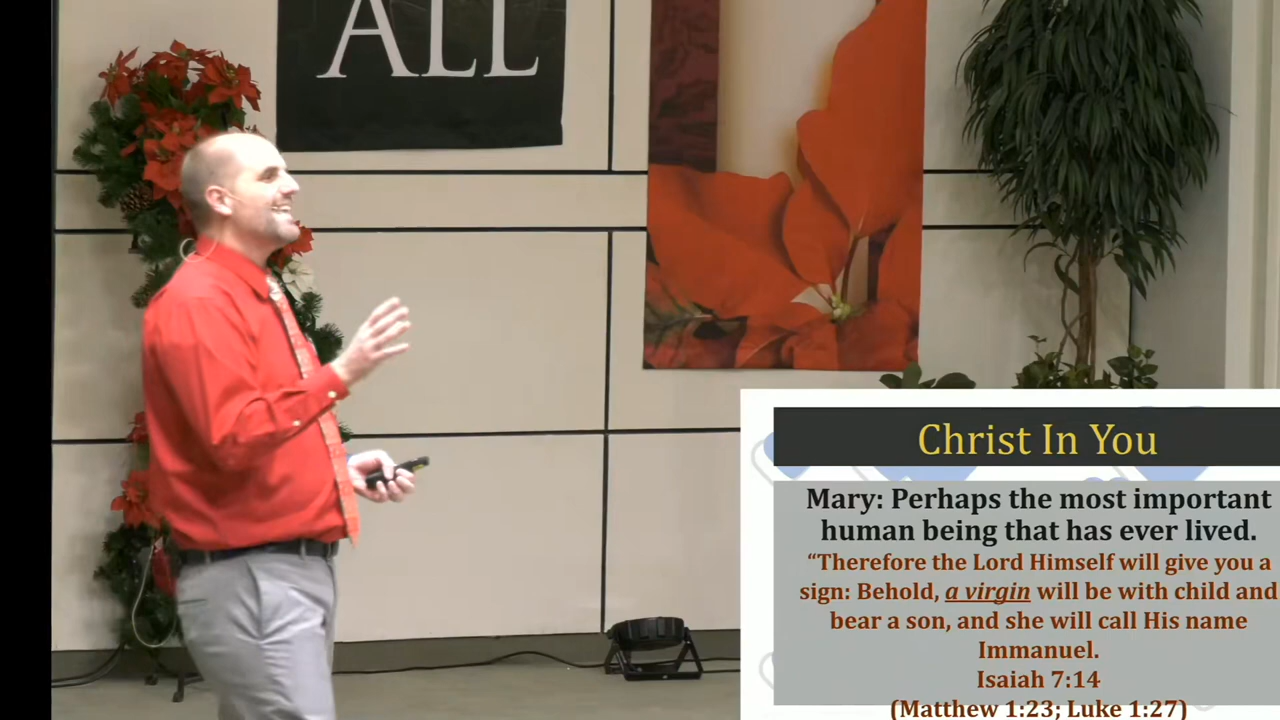 ALL
Christ In You
Mary: Perhaps the most important
human being that has ever lived.
“Therefore the Lord Himself will give you a
sign: Behold, a virgin will be with child and
bear a son, and she will call His name
Immanuel.
Isaiah 7:14
(Matthew 1:23; Luke 1:27)